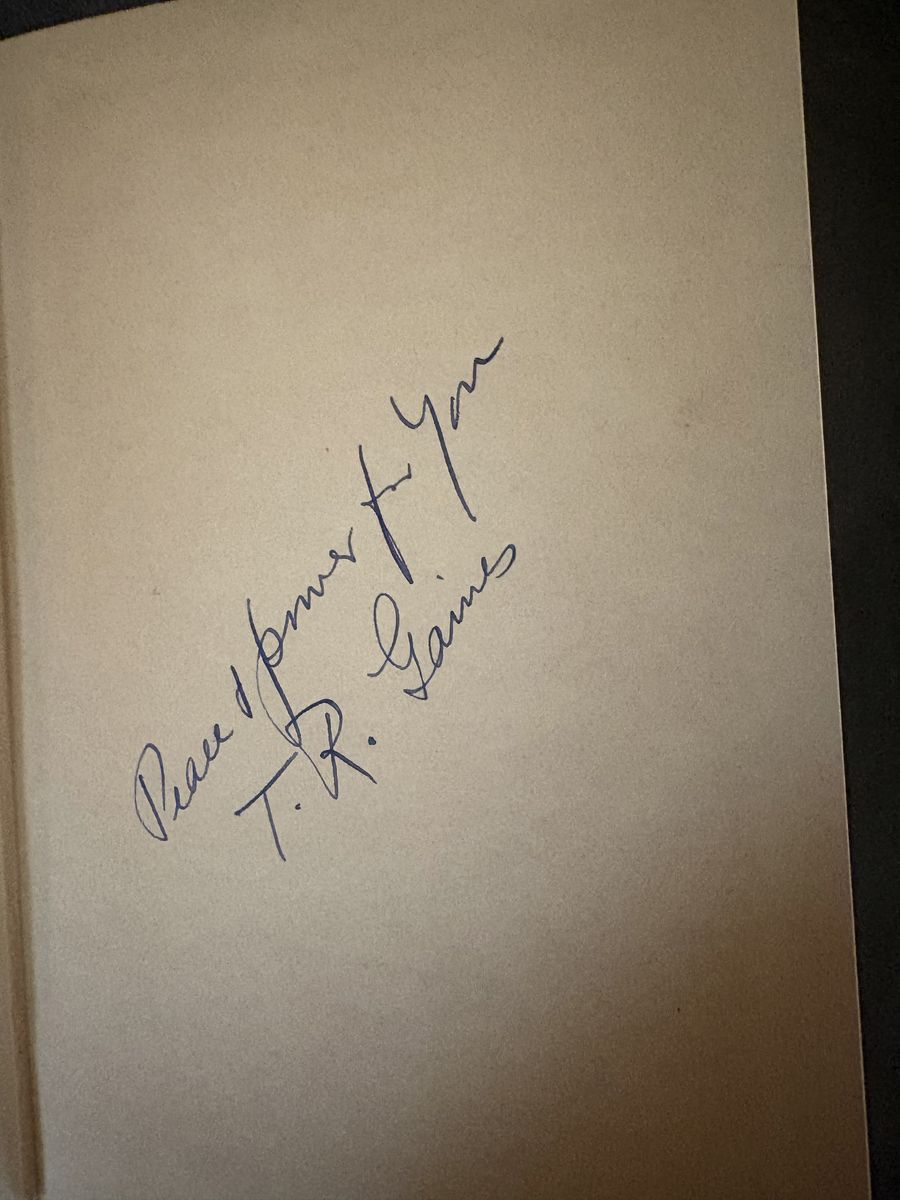 Peace & power for You
T. R. Gaines